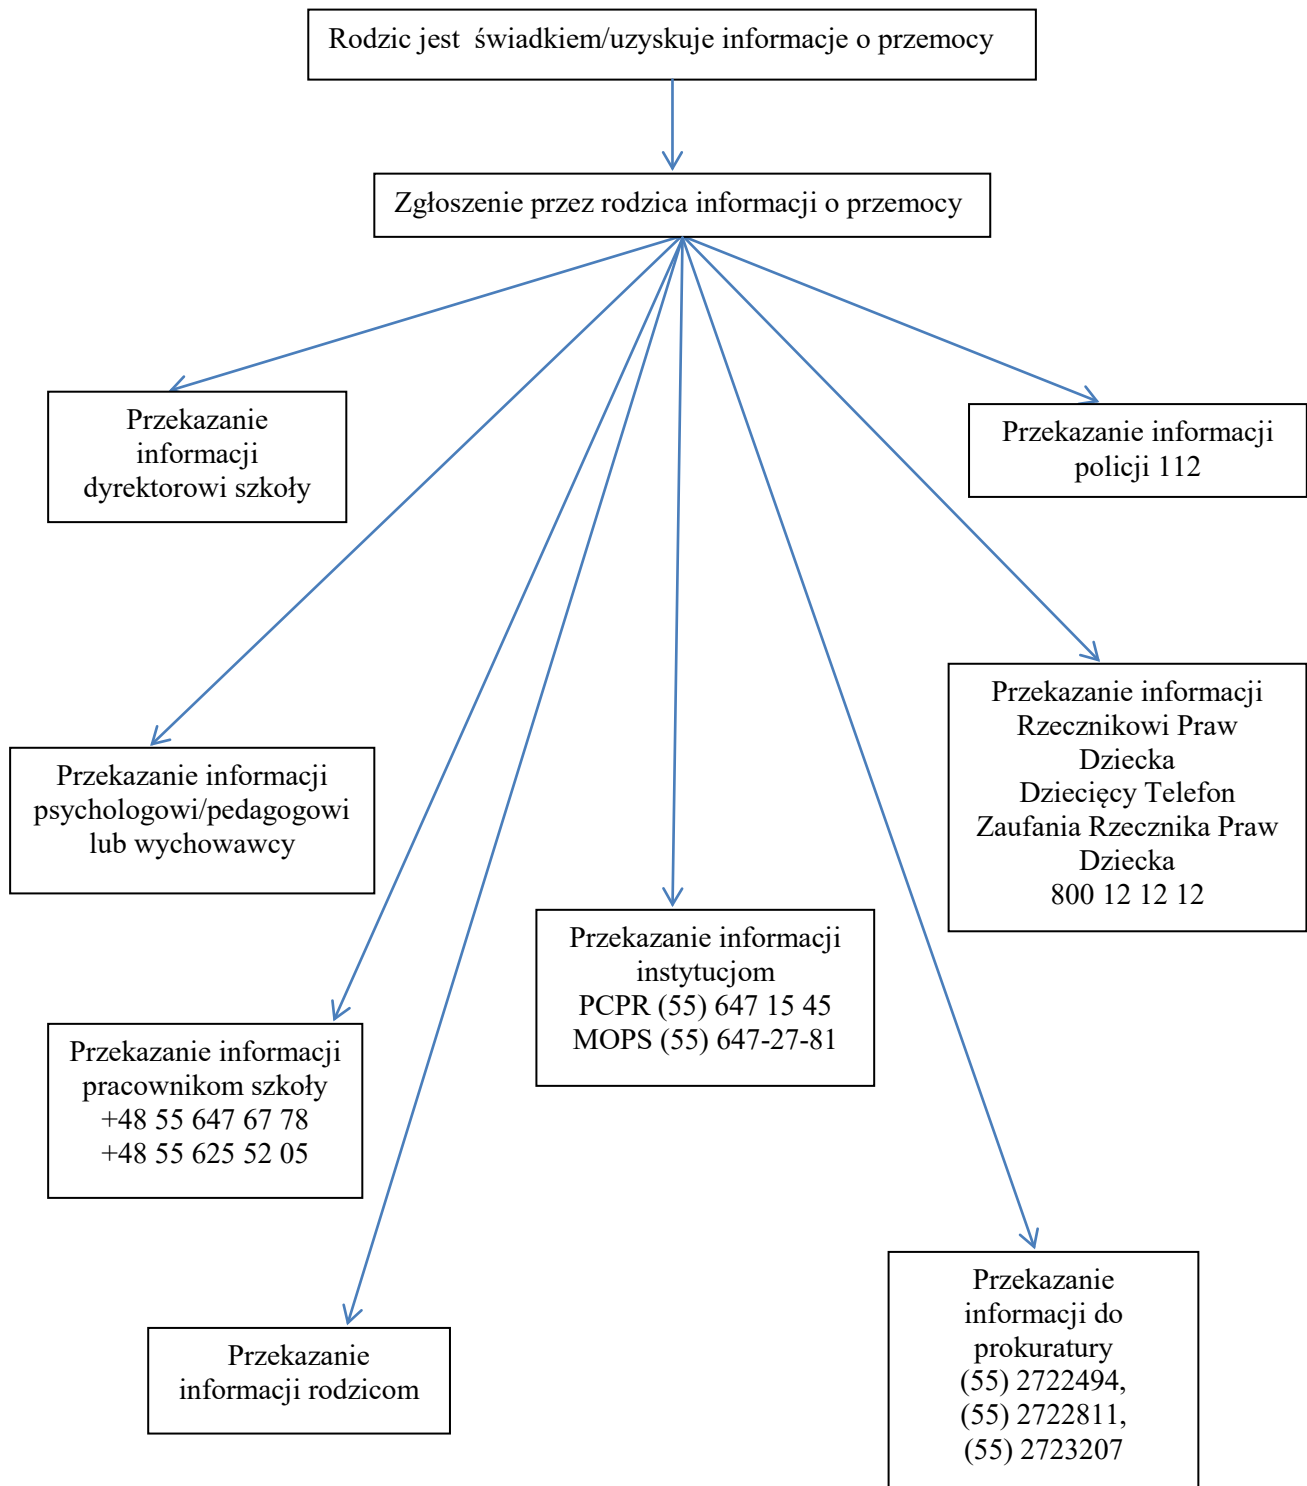 Rodzic jest świadkiem/uzyskuje informacje o przemocy
Zgłoszenie przez rodzica informacji o przemocy
Przekazanie
informacji
dyrektorowi szkoły
Przekazanie informacji
policji 112
Przekazanie informacji
psychologowi/pedagogowi
lub wychowawcy
Przekazanie informacji
Rzecznikowi Praw
Dziecka
Dziecięcy Telefon
Zaufania Rzecznika Praw
Dziecka
800 12 12 12
Przekazanie informacji
instytucjom
PCPR (55) 647 15 45
MOPS (55) 647-27-81
Przekazanie informacji
pracownikom szkoły
+48 55 647 67 78
+48 55 625 52 05
Przekazanie
informacji rodzicom
Przekazanie
informacji do
prokuratury
(55) 2722494,
(55) 2722811,
(55) 2723207